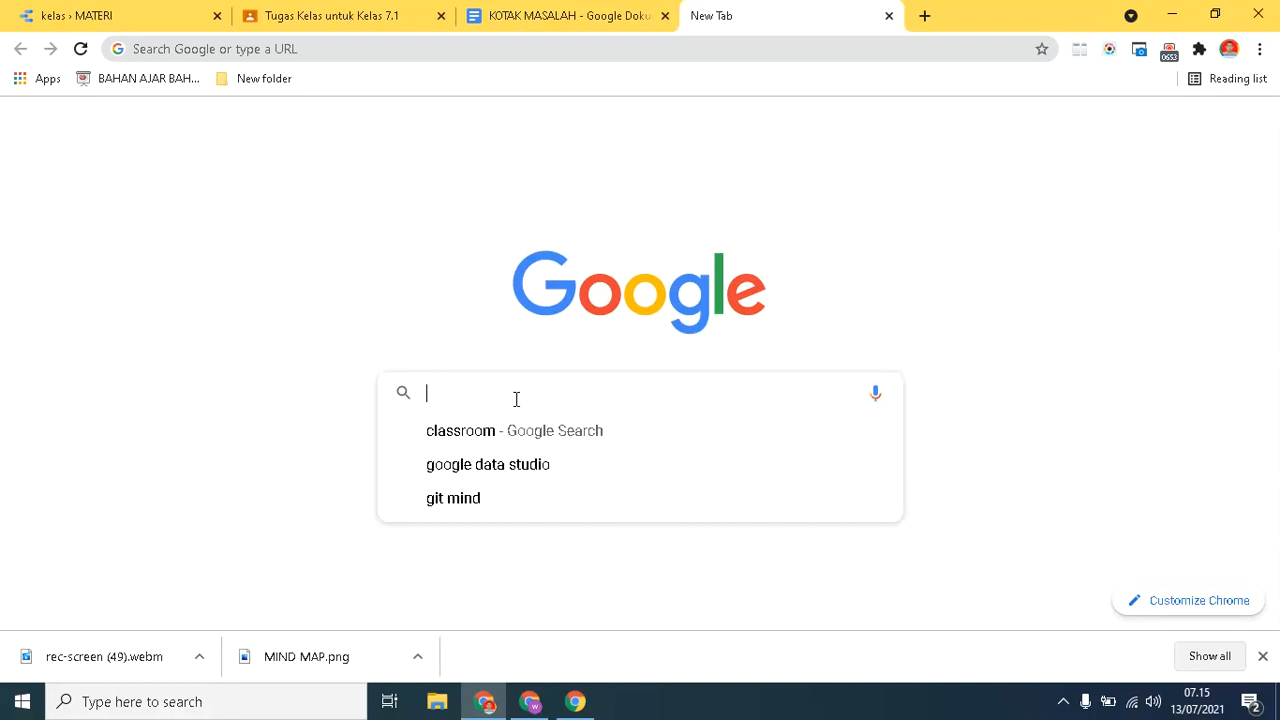 kelas › MATERI
Tugas Kelas untuk Kelas 7.1
KOTAK MASALAH - Google Doku
New Tab
Search Google or type a URL
0653
Apps
BAHAN AJAR BAH...
New folder
Reading list
Google
classroom - Google Search
google data studio
git mind
Customize Chrome
rec-screen (49).webm
MIND MAP.png
Show all
Type here to search
w
07.15
13/07/2021
2